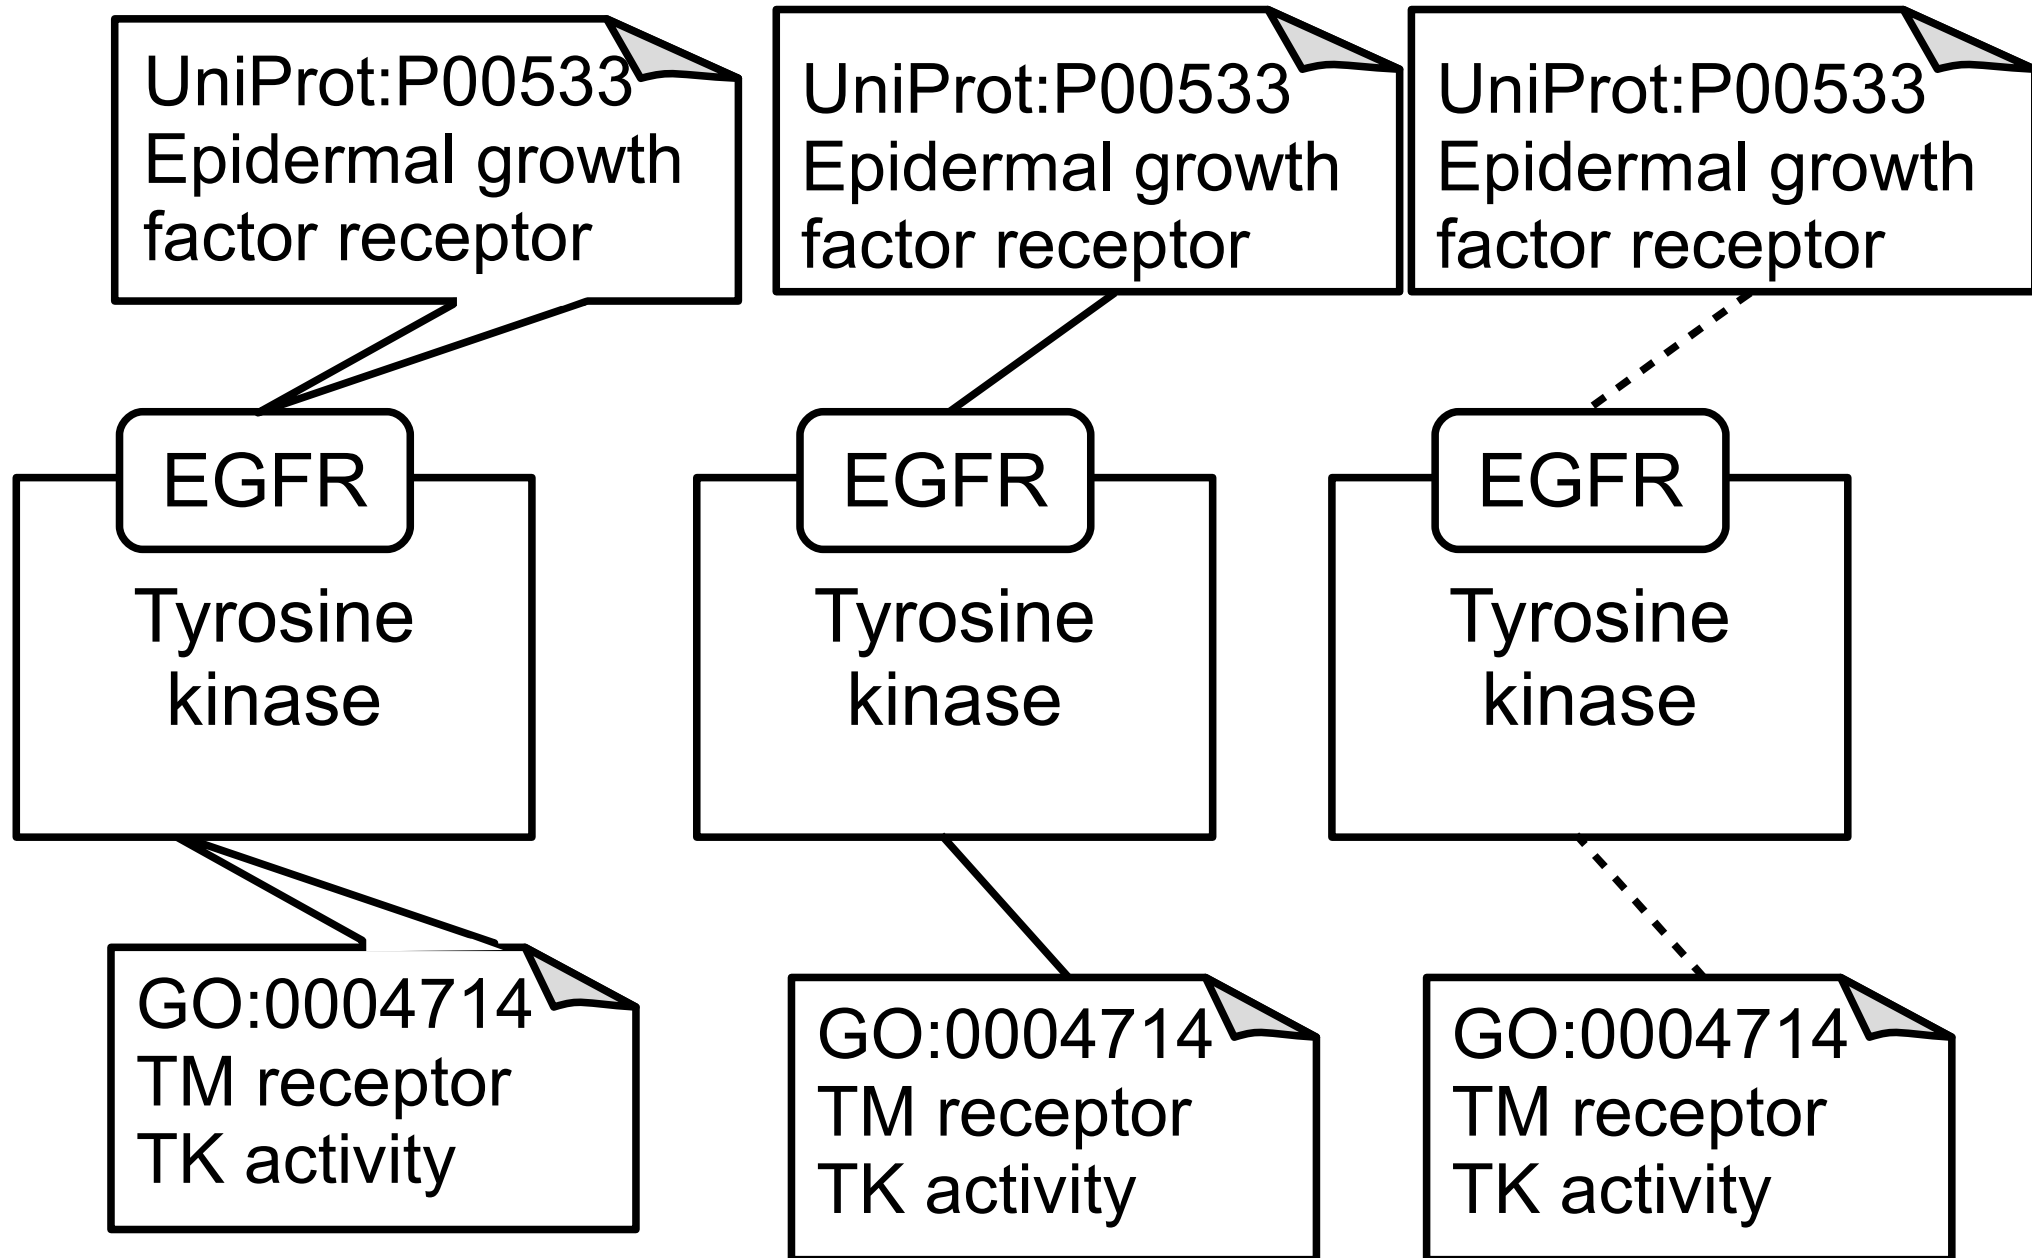 UniProt:P00533
Epidermal growth
factor receptor
EGFR
Tyrosine
kinase
GO:0004714
TM receptor
TK activity
UniProt:P00533
Epidermal growth
factor receptor
EGFR
Tyrosine
kinase
GO:0004714
TM receptor
TK activity
UniProt:P00533
Epidermal growth
factor receptor
EGFR
Tyrosine
kinase
GO:0004714
TM receptor
TK activity